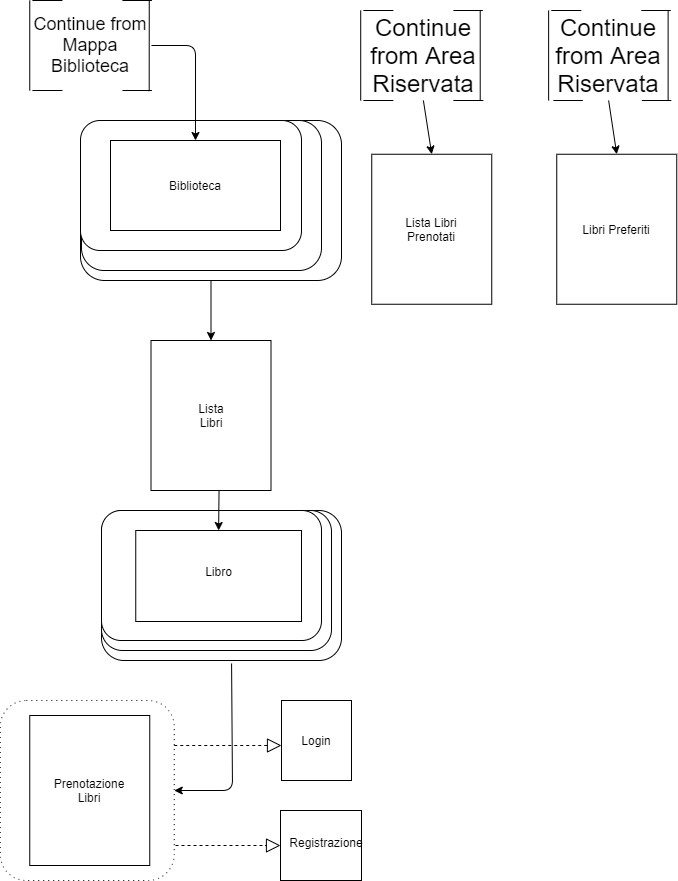 Continue from
Mappa
Biblioteca
Continue
from Area
Riservata
Continue
from Area
Riservata
Biblioteca
Lista Libri
Prenotati
Libri Preferiti
Lista
Libri
Libro
Prenotazione
Libri
Login
Registrazione